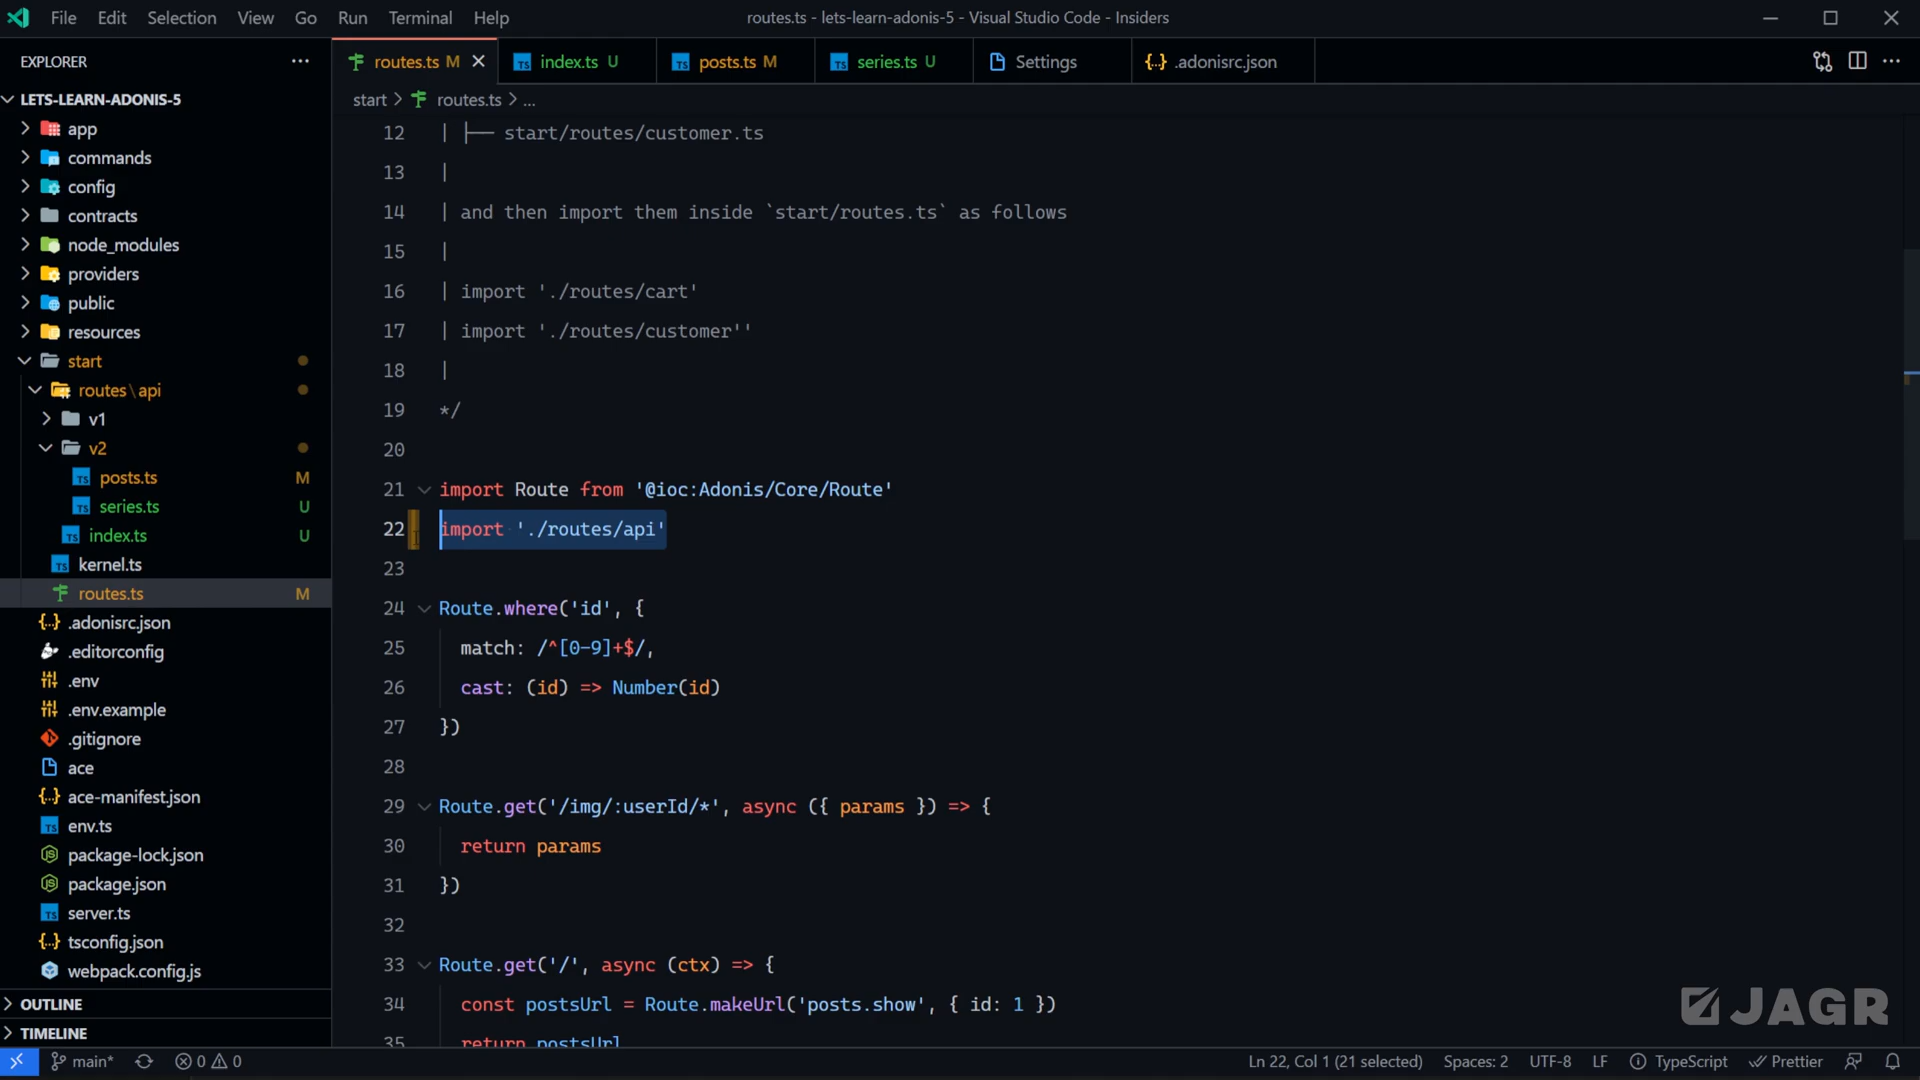 File Edit Selection View Go Run Terminal Help
routes.ts - lets-learn-adonis-5 - Visual Studio Code - Insiders
EXPLORER
LETS-LEARN-ADONIS-5
app
commands
config
contracts
node_modules
providers
public
resources
start
routes\api
v1
v2
posts.ts M
series.ts U
index.ts U
kernel.ts
routes.ts M
.adonisrc.json
.editorconfig
.env
.env.example
.gitignore
ace
ace-manifest.json
env.ts
package-lock.json
package.json
server.ts
tsconfig.json
webpack.config.js
OUTLINE
TIMELINE
routes.ts M
index.ts U
posts.ts M
series.ts U
Settings
.adonisrc.json
start > routes.ts > ...
12 | ├── start/routes/customer.ts
13 |
14 | and then import them inside `start/routes.ts` as follows
15 |
16 | import './routes/cart'
17 | import './routes/customer''
18 |
19 */
20
21 import Route from '@ioc:Adonis/Core/Route'
22 import './routes/api'
23
24 Route.where('id', {
25 match: /^[0-9]+$/,
26 cast: (id) => Number(id)
27 })
28
29 Route.get('/img/:userId/*', async ({ params }) => {
30 return params
31 })
32
33 Route.get('/', async (ctx) => {
34 const postsUrl = Route.makeUrl('posts.show', { id: 1 })
35 return postsUrl
JAGR
main* 0 0
Ln 22, Col 1 (21 selected) Spaces: 2 UTF-8 LF TypeScript Prettier